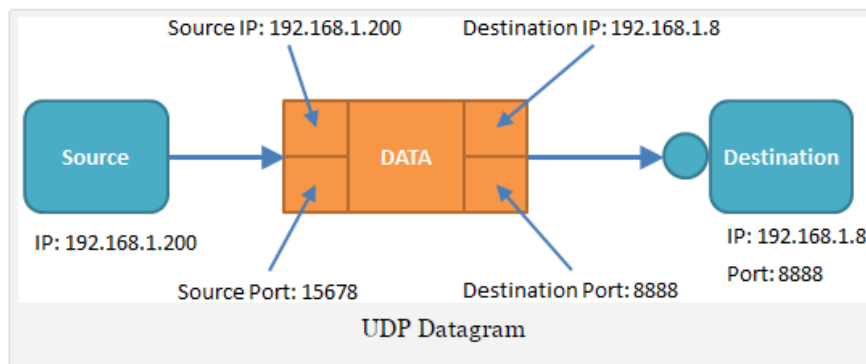 Source IP: 192.168.1.200
Destination IP: 192.168.1.8
Source
DATA
Destination
IP: 192.168.1.200
IP: 192.168.1.8
Port: 8888
Source Port: 15678
Destination Port: 8888
UDP Datagram